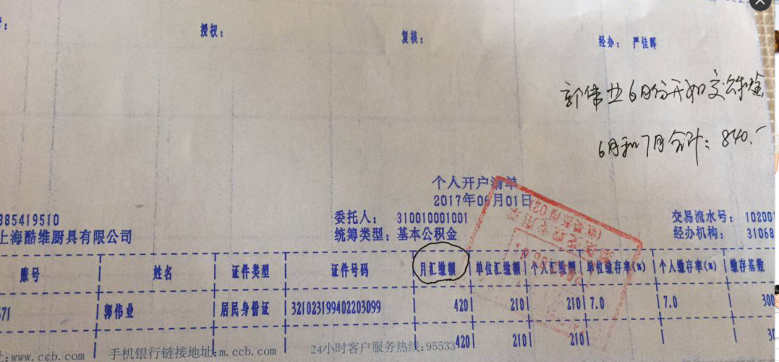 授权： 复核： 经办： 严佳晖
郭伟业6月份开始交公积金
6月和7月合计：840.-
个人开户清单
2017年06月01日
385419510 委托人： 310010001001 交易流水号： 10200
上海酷维厨具有限公司 统筹类型： 基本公积金 经办机构： 31068
账号 姓名 证件类型 证件号码 月汇缴额 单位汇缴额 个人汇缴额 单位缴存率(%) 个人缴存率(%) 缴存基数
571 郭伟业 居民身份证 321023199402203099 420 210 210 7.0 7.0 300
420 210 210 30
www.ccb.com 手机银行链接地址:m.ccb.com 24小时客户服务热线:95533